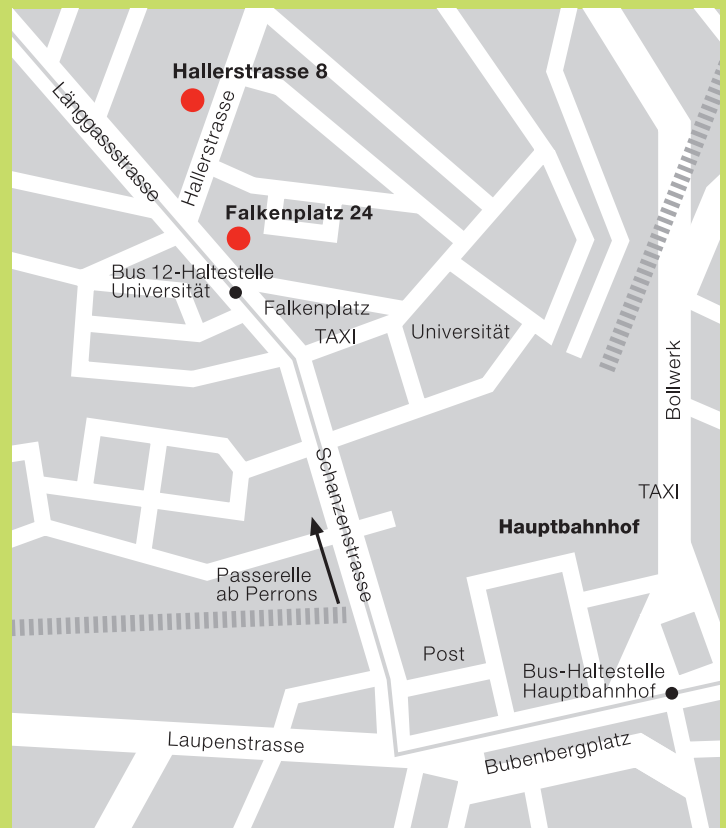 Hallerstrasse 8
Länggassstrasse
Hallerstrasse
Falkenplatz 24
Bus 12-Haltestelle
Universität
Falkenplatz
TAXI
Universität
Bollwerk
Schanzenstrasse
TAXI
Hauptbahnhof
Passerelle
ab Perrons
Post
Bus-Haltestelle
Hauptbahnhof
Laupenstrasse
Bubenbergplatz